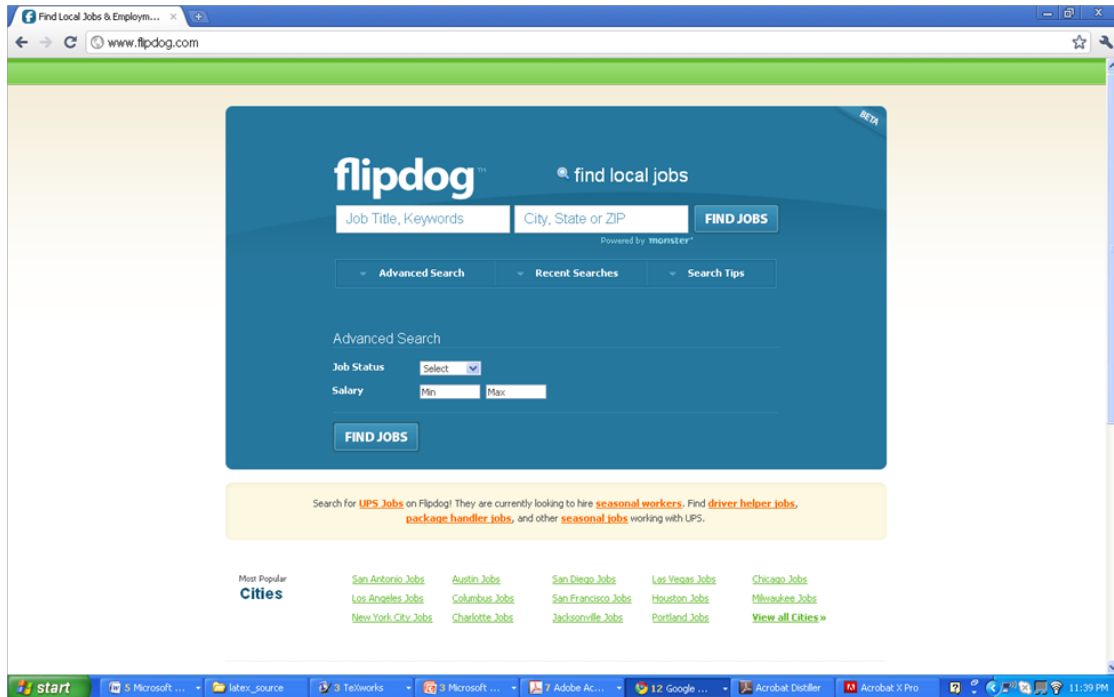 Find Local Jobs & Employm...
www.flipdog.com
BETA
flipdog™
find local jobs
Job Title, Keywords
City, State or ZIP
FIND JOBS
Powered by monster®
Advanced Search
Recent Searches
Search Tips
Advanced Search
Job Status
Select
Salary
Min
Max
FIND JOBS
Search for UPS Jobs on Flipdog! They are currently looking to hire seasonal workers. Find driver helper jobs,
package handler jobs, and other seasonal jobs working with UPS.
Most Popular
Cities
San Antonio Jobs Austin Jobs San Diego Jobs Las Vegas Jobs Chicago Jobs
Los Angeles Jobs Columbus Jobs San Francisco Jobs Houston Jobs Milwaukee Jobs
New York City Jobs Charlotte Jobs Jacksonville Jobs Portland Jobs View all Cities »
start 5 Microsoft ... latex_source 3 TeXworks 3 Microsoft ... 7 Adobe Ac... 12 Google ... Acrobat Distiller Acrobat X Pro 11:39 PM